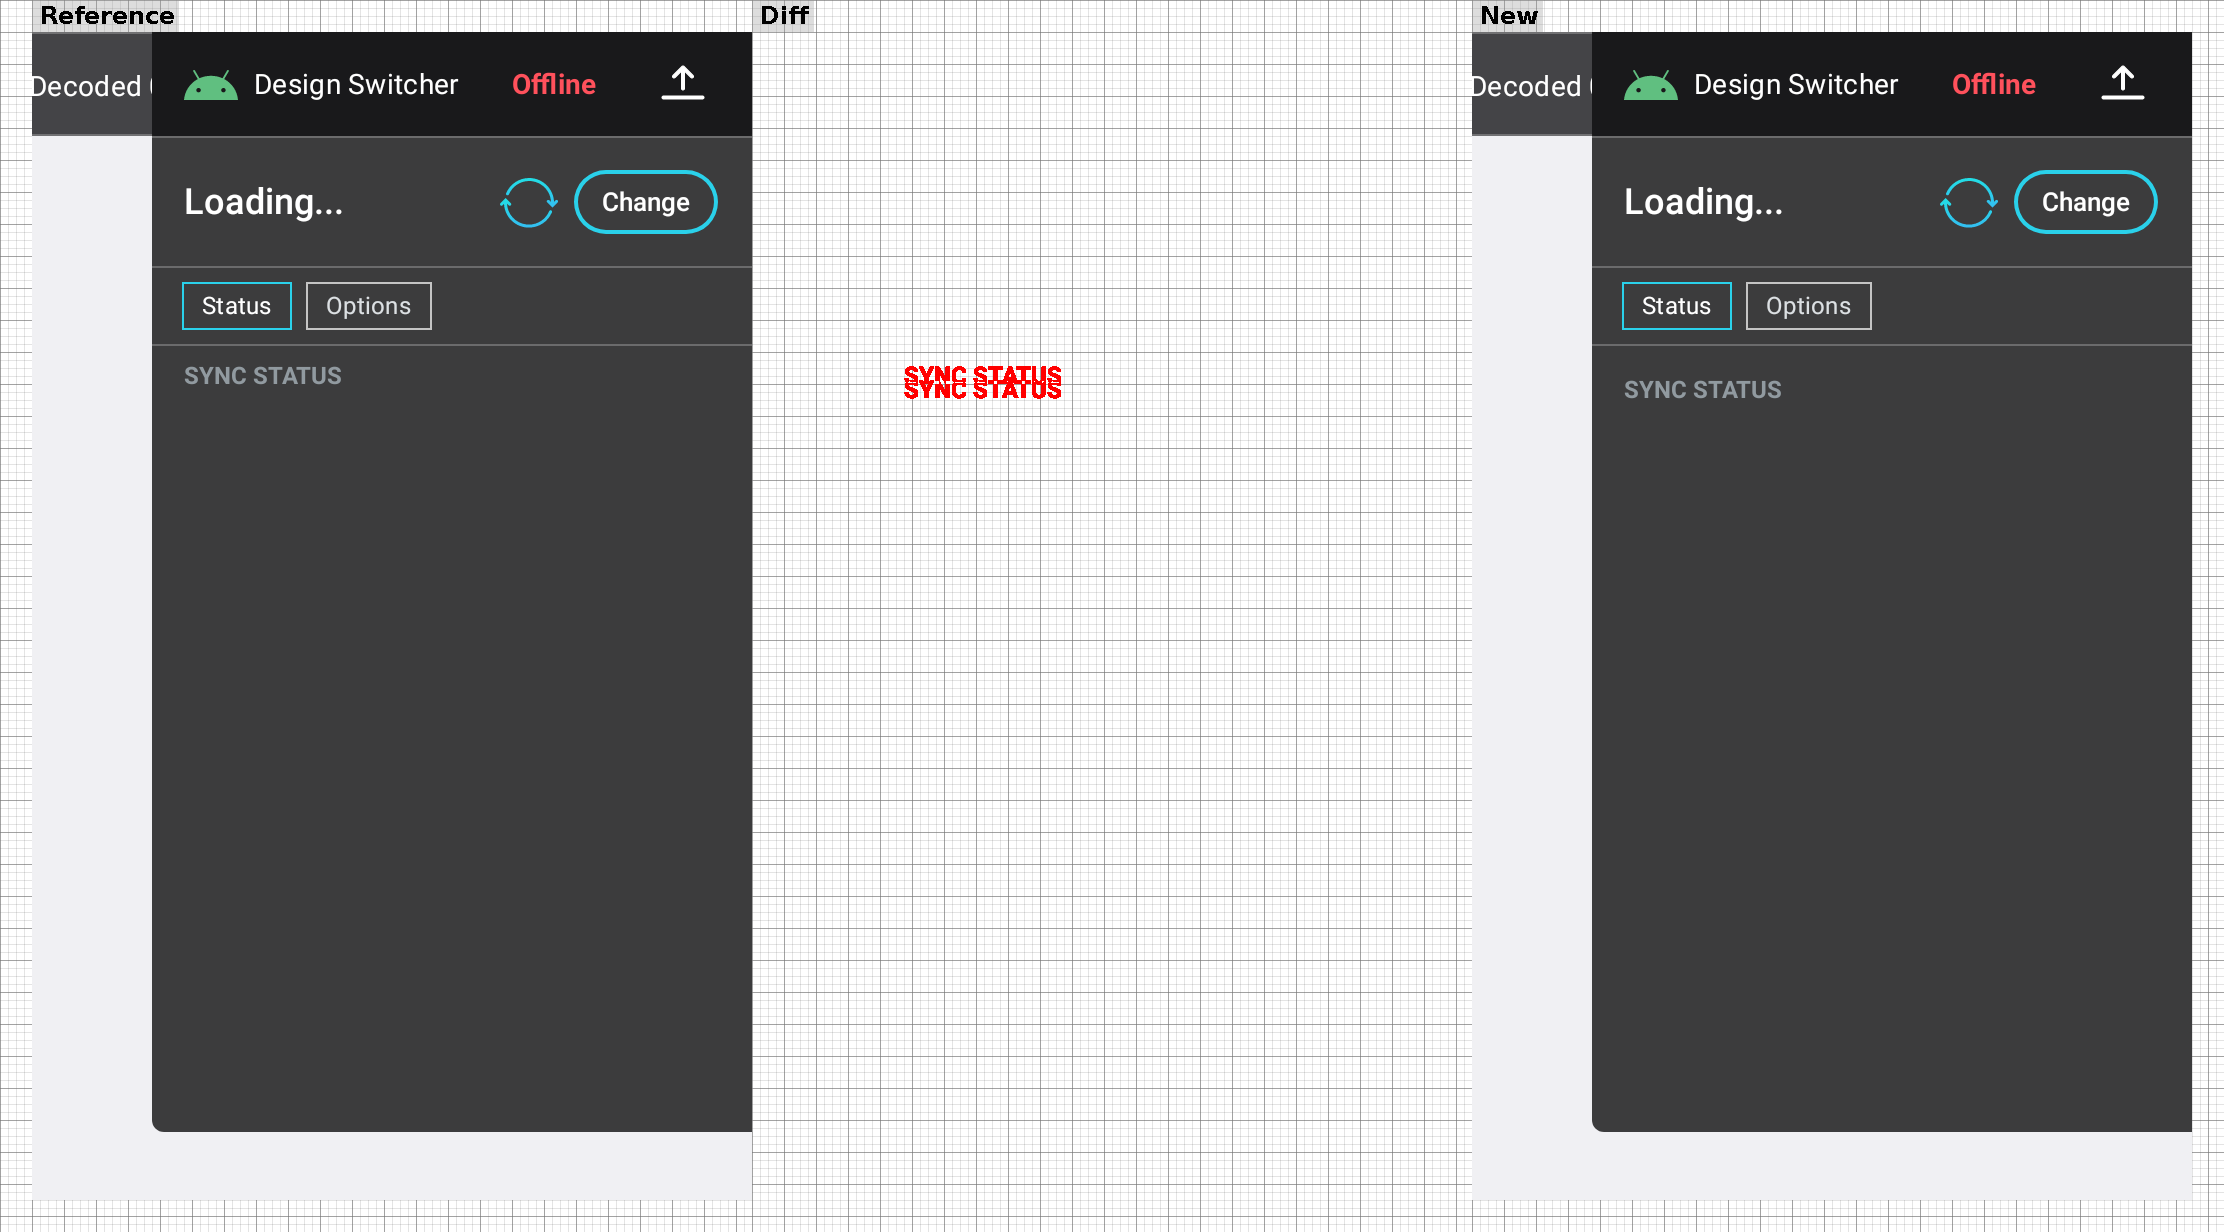 Reference
Diff
New
Decoded
Design Switcher
Offline
Loading...
Change
Status
Options
SYNC STATUS
SYNC STATUS
SYNC STATUS
Decoded
Design Switcher
Offline
Loading...
Change
Status
Options
SYNC STATUS